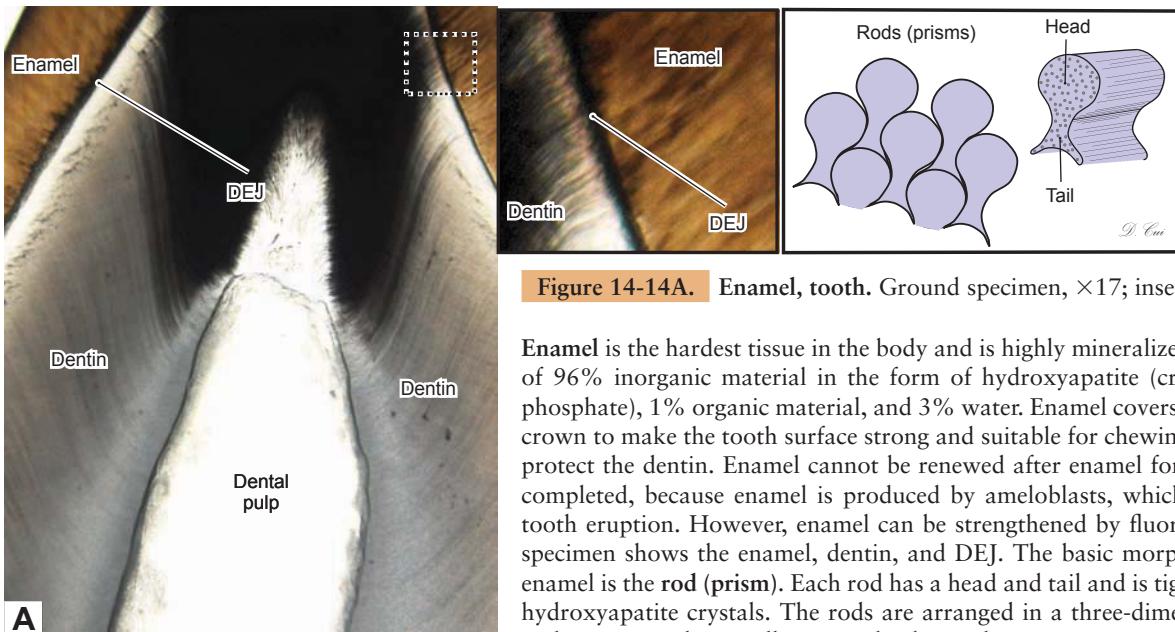 Enamel
DEJ
Dentin
Dentin
Dental
pulp
A
Enamel
Dentin
DEJ
Rods (prisms)
Head
Tail
D. Cui
Figure 14-14A. Enamel, tooth. Ground specimen, ×17; inse
Enamel is the hardest tissue in the body and is highly mineralize
of 96% inorganic material in the form of hydroxyapatite (cr
phosphate), 1% organic material, and 3% water. Enamel covers
crown to make the tooth surface strong and suitable for chewin
protect the dentin. Enamel cannot be renewed after enamel for
completed, because enamel is produced by ameloblasts, which
tooth eruption. However, enamel can be strengthened by fluor
specimen shows the enamel, dentin, and DEJ. The basic morp
enamel is the rod (prism). Each rod has a head and tail and is tig
hydroxyapatite crystals. The rods are arranged in a three-dime